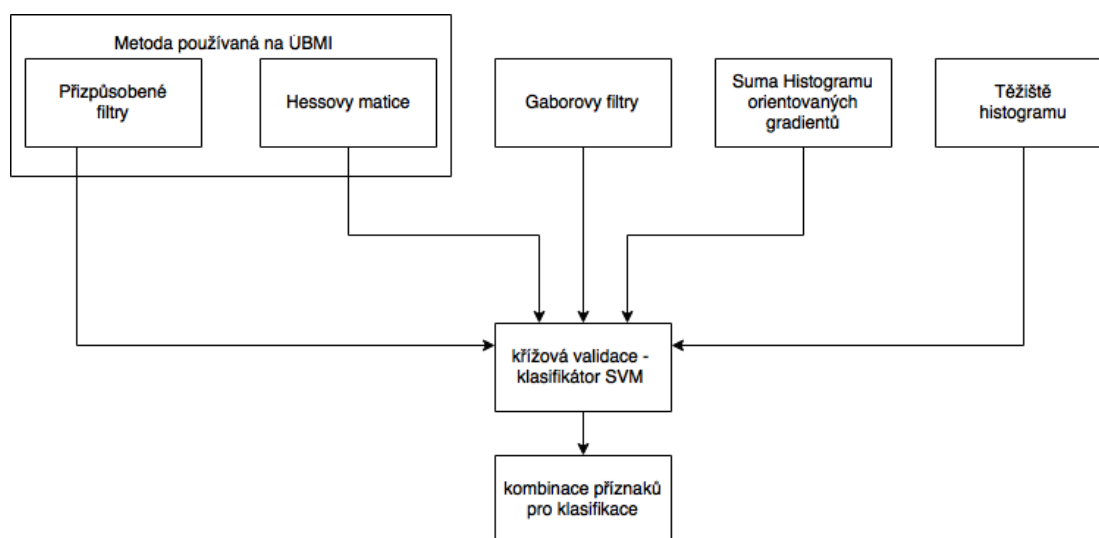 Metoda používaná na ÚBMI
Přizpůsobené
filtry
Hessovy matice
Gaborovy filtry
Suma Histogramu
orientovaných
gradientů
Těžiště
histogramu
křížová validace -
klasifikátor SVM
kombinace příznaků
pro klasifikace